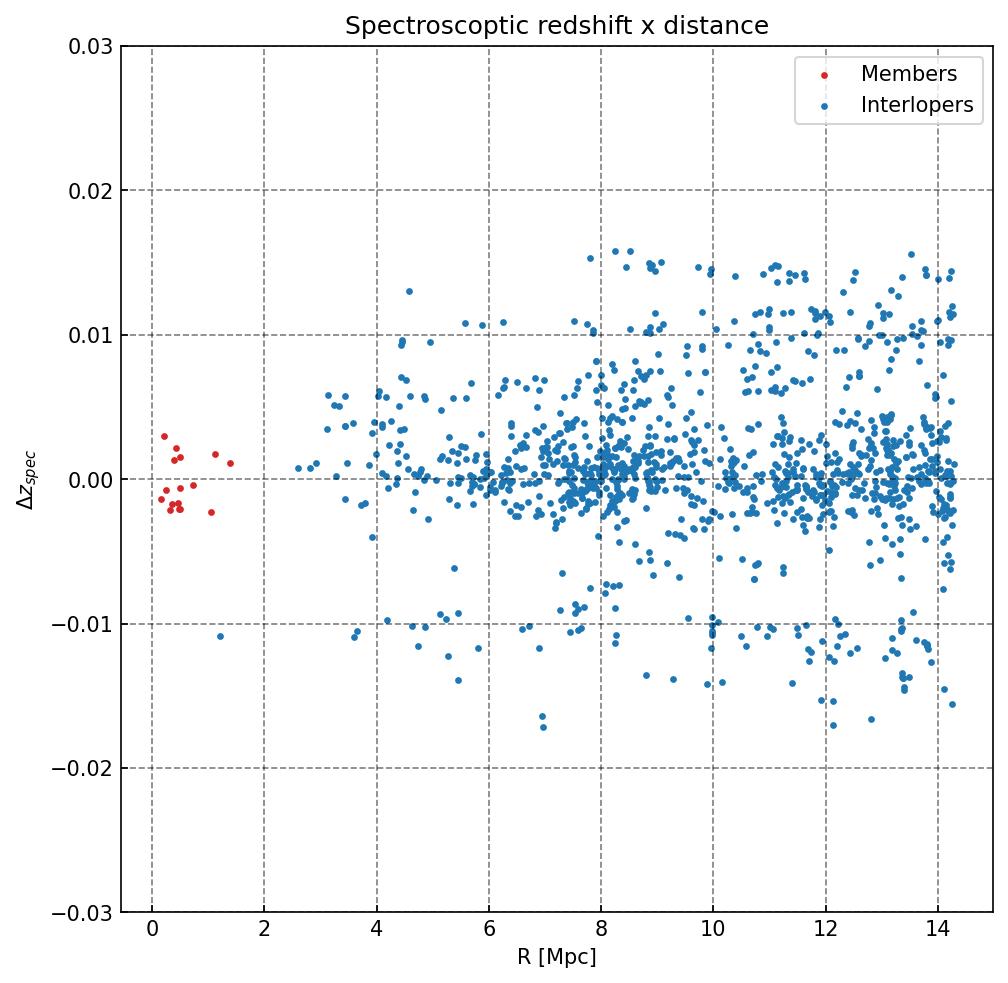 Spectroscoptic redshift x distance
Members
Interlopers
0.03
0.02
0.01
0.00
−0.01
−0.02
−0.03
Δz_spec
0 2 4 6 8 10 12 14
R [Mpc]